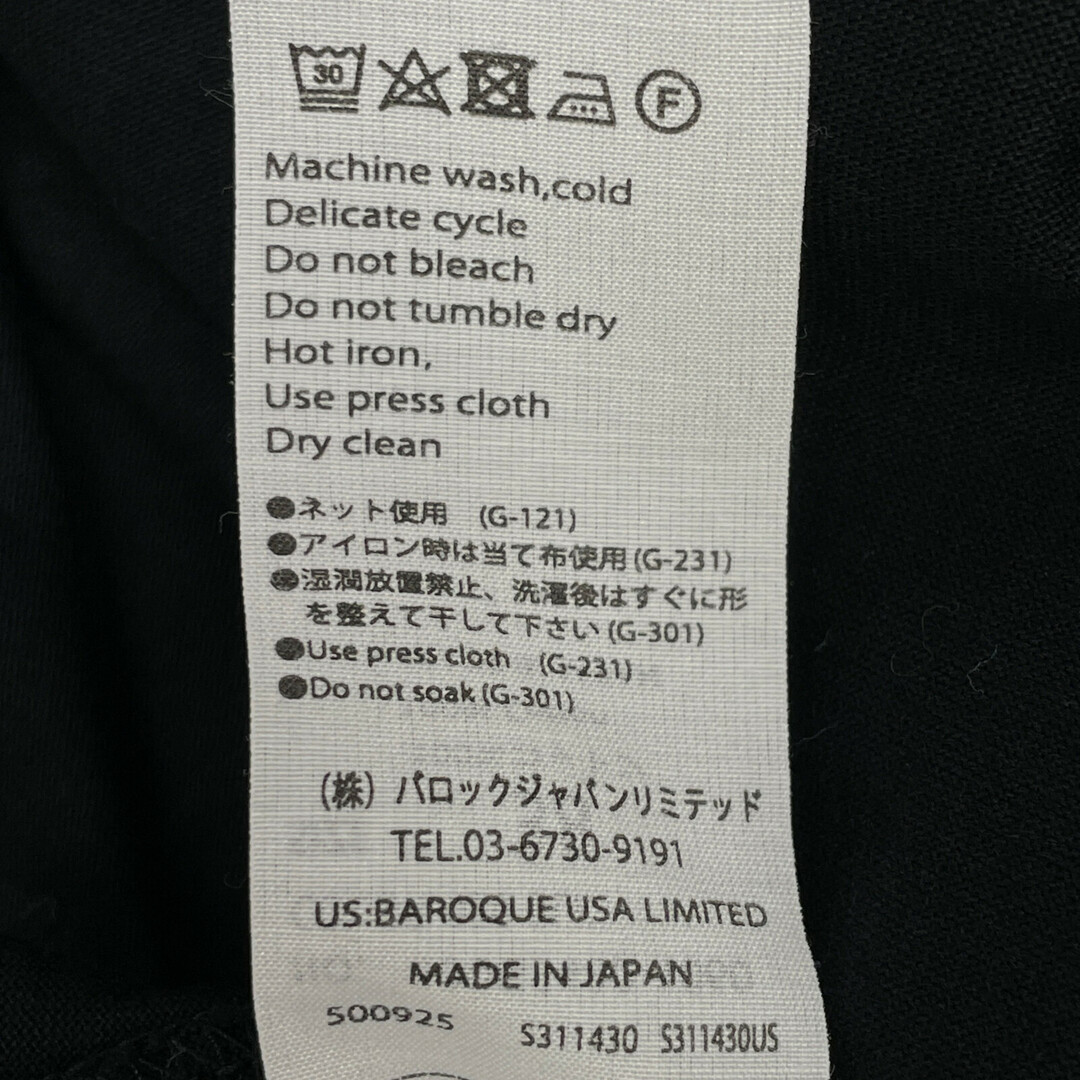 30
F
Machine wash,cold
Delicate cycle
Do not bleach
Do not tumble dry
Hot iron,
Use press cloth
Dry clean
●ネット使用 (G-121)
●アイロン時は当て布使用(G-231)
●湿潤放置禁止、洗濯後はすぐに形
を整えて干して下さい(G-301)
●Use press cloth (G-231)
●Do not soak(G-301)
(株) バロックジャパンリミテッド
TEL.03-6730-9191
US:BAROQUE USA LIMITED
MADE IN JAPAN
500925
S311430 S311430US